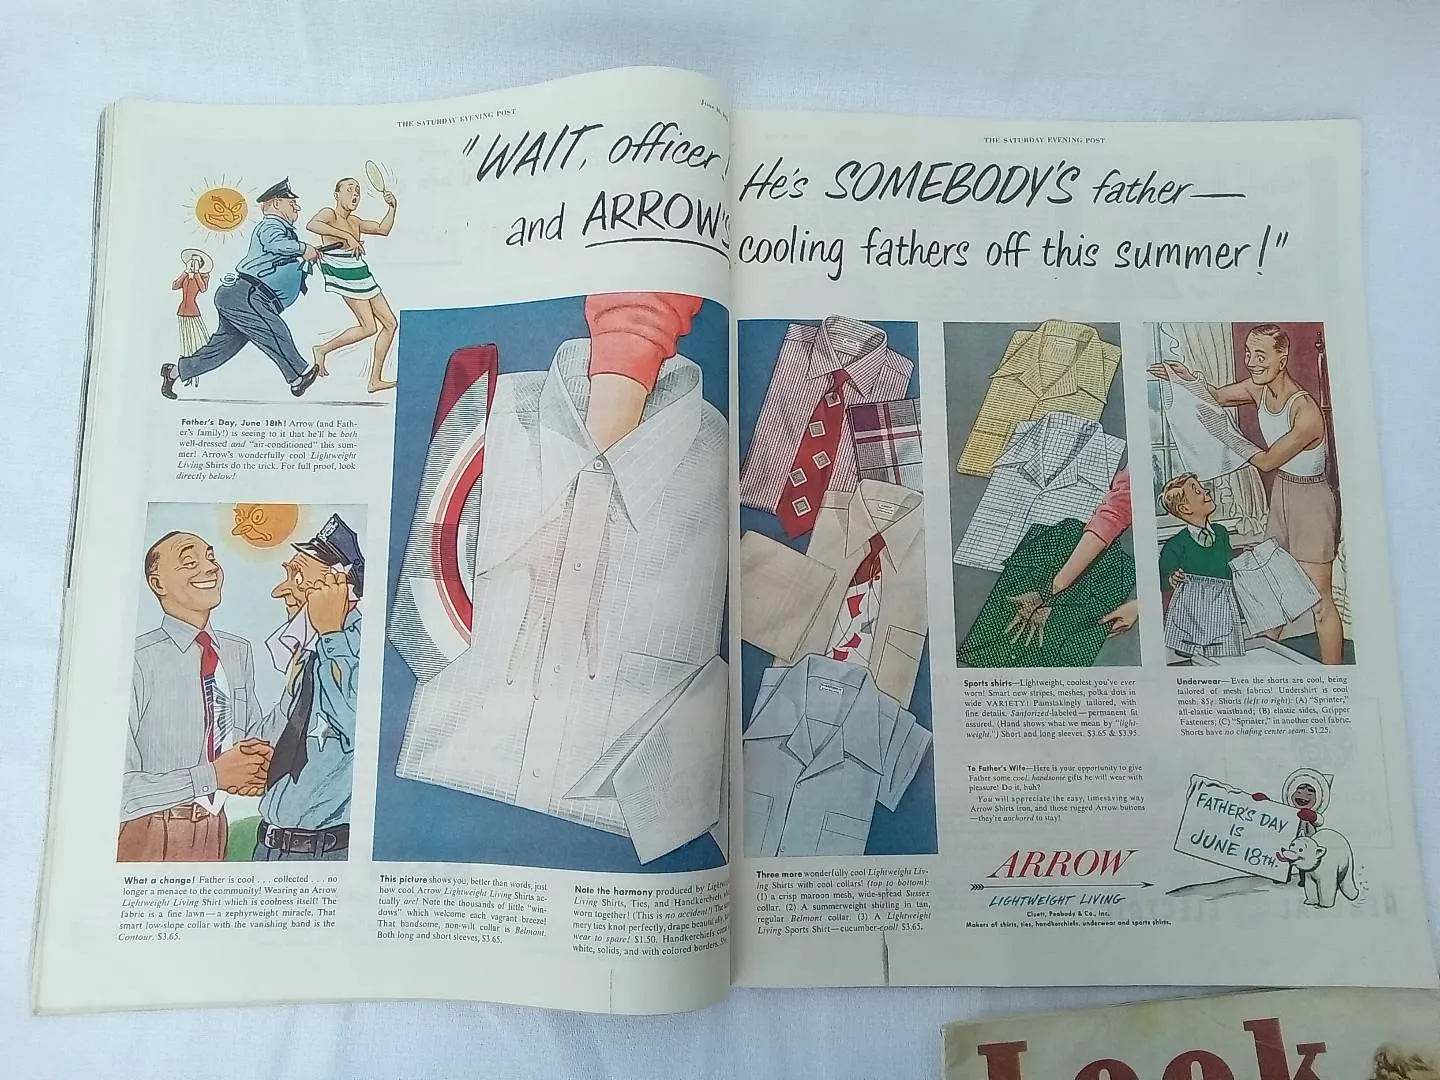 THE SATURDAY EVENING POST
June
THE SATURDAY EVENING POST
"WAIT, officer! He's SOMEBODY'S father—
and ARROW'S cooling fathers off this summer!"
Father's Day, June 18th! Arrow (and Fath-
er's family!) is seeing to it that he'll be both
well-dressed and "air-conditioned" this sum-
mer! Arrow's wonderfully cool Lightweight
Living Shirts do the trick. For full proof, look
directly below!
What a change! Father is cool . . . collected . . . no
longer a menace to the community! Wearing an Arrow
Lightweight Living Shirt which is coolness itself! The
fabric is a fine lawn—a zephyrweight miracle. That
smart low-slope collar with the vanishing band is the
Contour, $3.65.
This picture shows you, better than words, just
how cool Arrow Lightweight Living Shirts ac-
tually are! Note the thousands of little "win-
dows" which welcome each vagrant breeze!
That handsome, non-wilt collar is Belmont.
Both long and short sleeves, $3.65.
Note the harmony produced by
Living Shirts, Ties, and Handkerchiefs
worn together! (This is no accident!) The
mery ties knot perfectly, drape
wear to spare! $1.50. Handkerchiefs
white, solids, and with colored borders.
Three more wonderfully cool Lightweight Liv-
ing Shirts with cool collars! (top to bottom):
(1) a crisp maroon mesh, wide-spread Sussex
collar. (2) A summerweight shirting in tan,
regular Belmont collar. (3) A Lightweight
Living Sports Shirt—cucumber-cool! $3.65.
Sports shirts—Lightweight, coolest you've ever
worn! Smart new stripes, meshes, polka dots in
wide VARIETY! Painstakingly tailored, with
fine details. Sanforized-labeled—permanent fit
assured. (Hand shows what we mean by "light-
weight.") Short and long sleeves. $3.65 & $3.95
To Father's Wife—Here is your opportunity to give
Father some cool, handsome gifts he will wear with
pleasure! Do it, huh?
You will appreciate the easy, timesaving way
Arrow Shirts iron, and those rugged Arrow buttons
—they're anchored to stay!
Underwear—Even the shorts are cool, being
tailored of mesh fabrics! Undershirt is cool
mesh. 85¢. Shorts (left to right): (A) "Sprinter,"
all-elastic waistband; (B) elastic sides, Gripper
Fasteners; (C) "Sprinter," in another cool fabric.
Shorts have no chafing center seam. $1.25.
FATHER'S DAY
IS
JUNE 18TH.
ARROW
LIGHTWEIGHT LIVING
Cluett, Peabody & Co., Inc.
Makers of shirts, ties, handkerchiefs, underwear and sports shirts.
Look